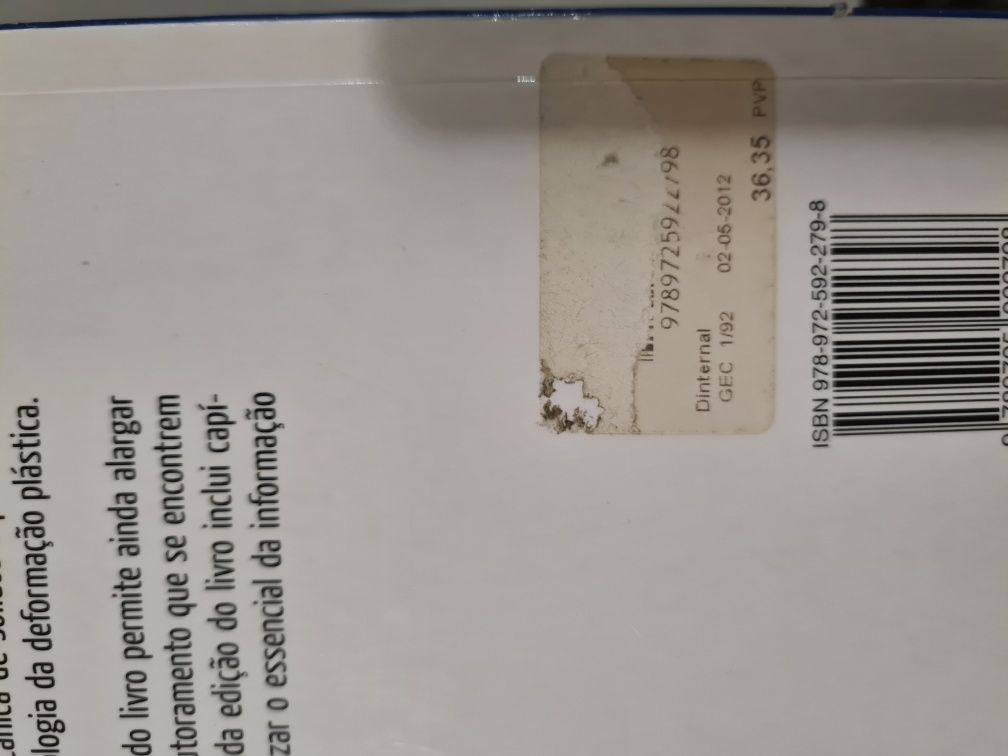 ologia da deformação plástica.
do livro permite ainda alargar
utoramento que se encontrem
da edição do livro inclui capí-
zar o essencial da informação
9789725922798
Dinternal
GEC 1/92 02-05-2012
36,35 PVP
ISBN 978-972-592-279-8